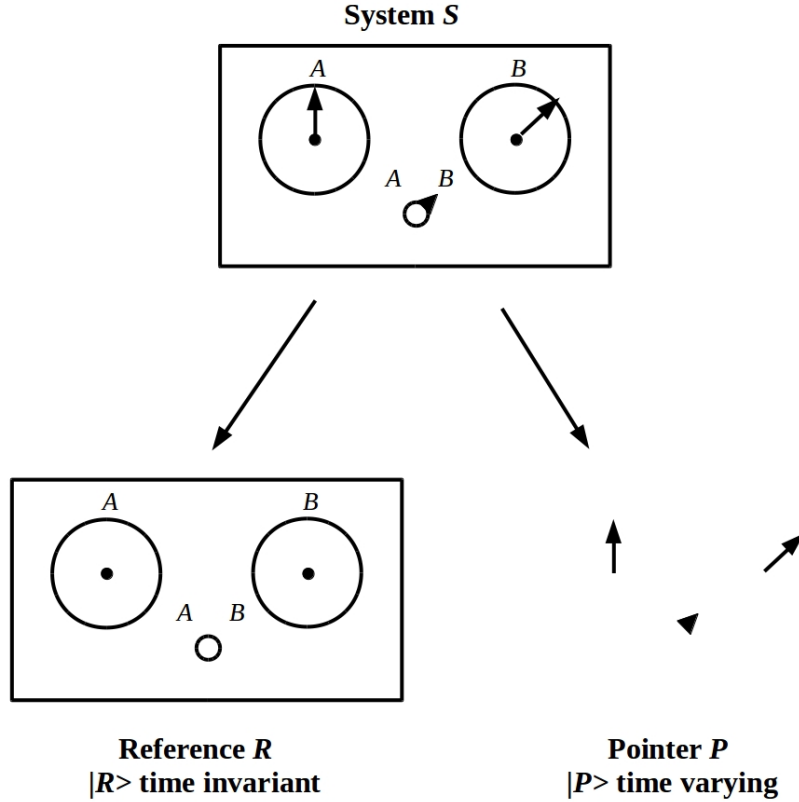 System S
A B
A B
A B
A B
Reference R
|R> time invariant
Pointer P
|P> time varying